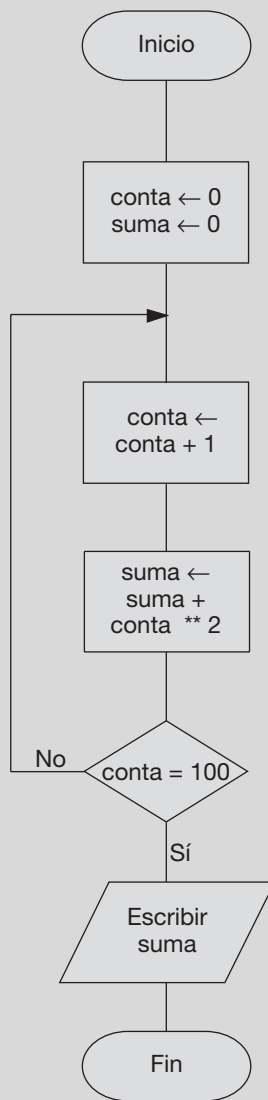 Inicio
conta ← 0
suma ← 0
conta ←
conta + 1
suma ←
suma +
conta ** 2
No
conta = 100
Sí
Escribir
suma
Fin